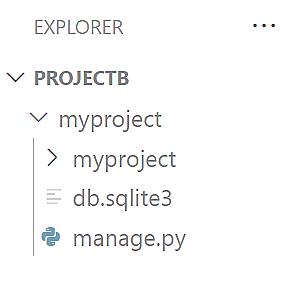 EXPLORER ...
PROJECTB
myproject
myproject
db.sqlite3
manage.py